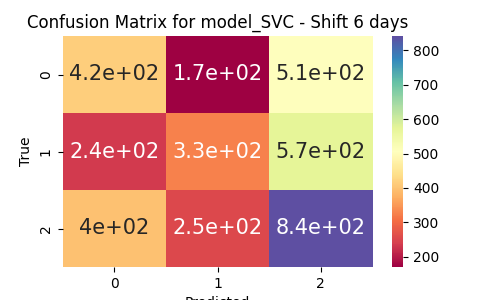 Confusion Matrix for model_SVC - Shift 6 days
4.2e+02 1.7e+02 5.1e+02
2.4e+02 3.3e+02 5.7e+02
4e+02 2.5e+02 8.4e+02
0
1
2
True
0 1 2
Predicted
800
700
600
500
400
300
200